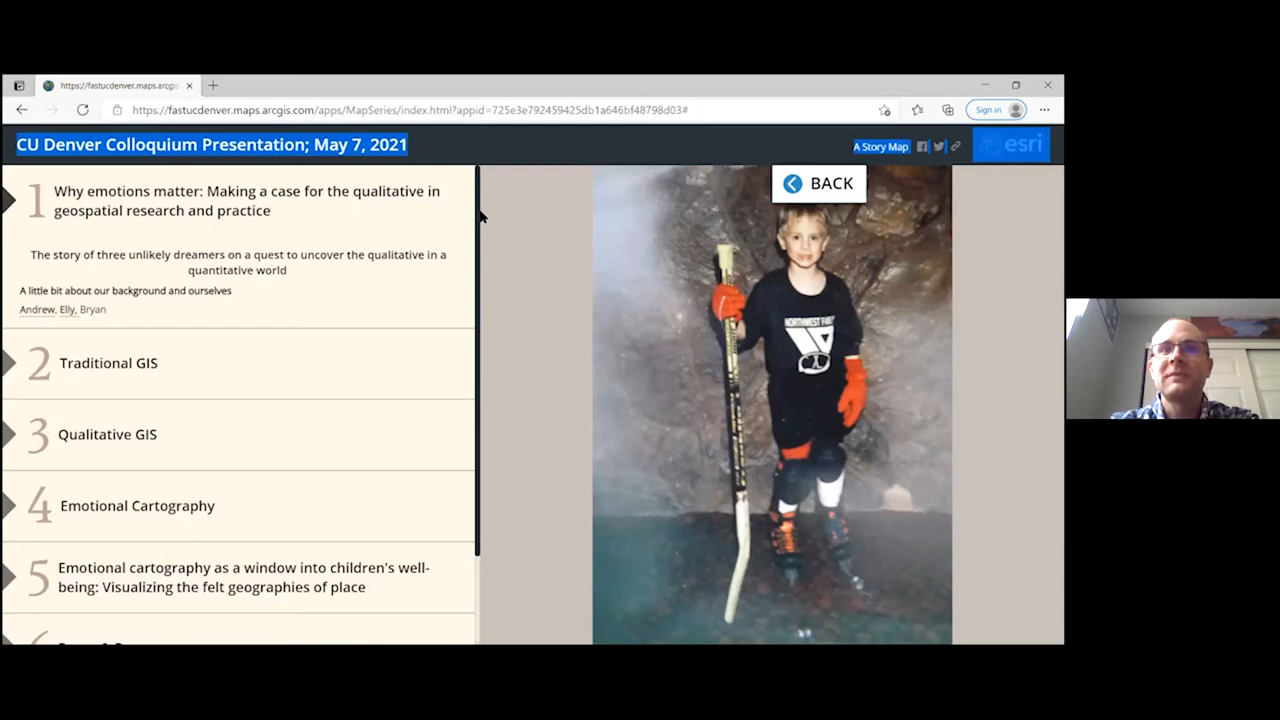 https://fastucdenver.maps.arcgis
https://fastucdenver.maps.arcgis.com/apps/MapSeries/index.html?appid=725e3e792459425db1a646bf48798d03#
Sign in
CU Denver Colloquium Presentation; May 7, 2021
A Story Map
esri
1 Why emotions matter: Making a case for the qualitative in
geospatial research and practice
The story of three unlikely dreamers on a quest to uncover the qualitative in a
quantitative world
A little bit about our background and ourselves
Andrew, Elly, Bryan
2 Traditional GIS
3 Qualitative GIS
4 Emotional Cartography
5 Emotional cartography as a window into children's well-
being: Visualizing the felt geographies of place
BACK